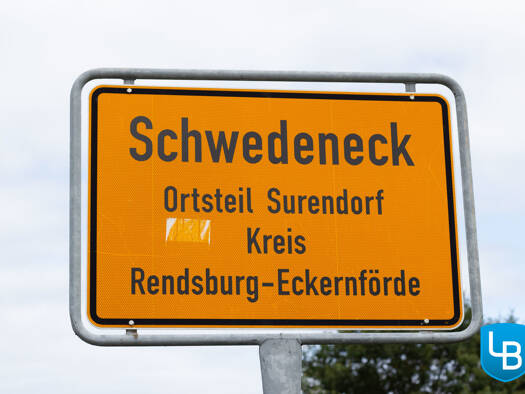 Schwedeneck
Ortsteil Surendorf
Kreis
Rendsburg-Eckernförde
LB